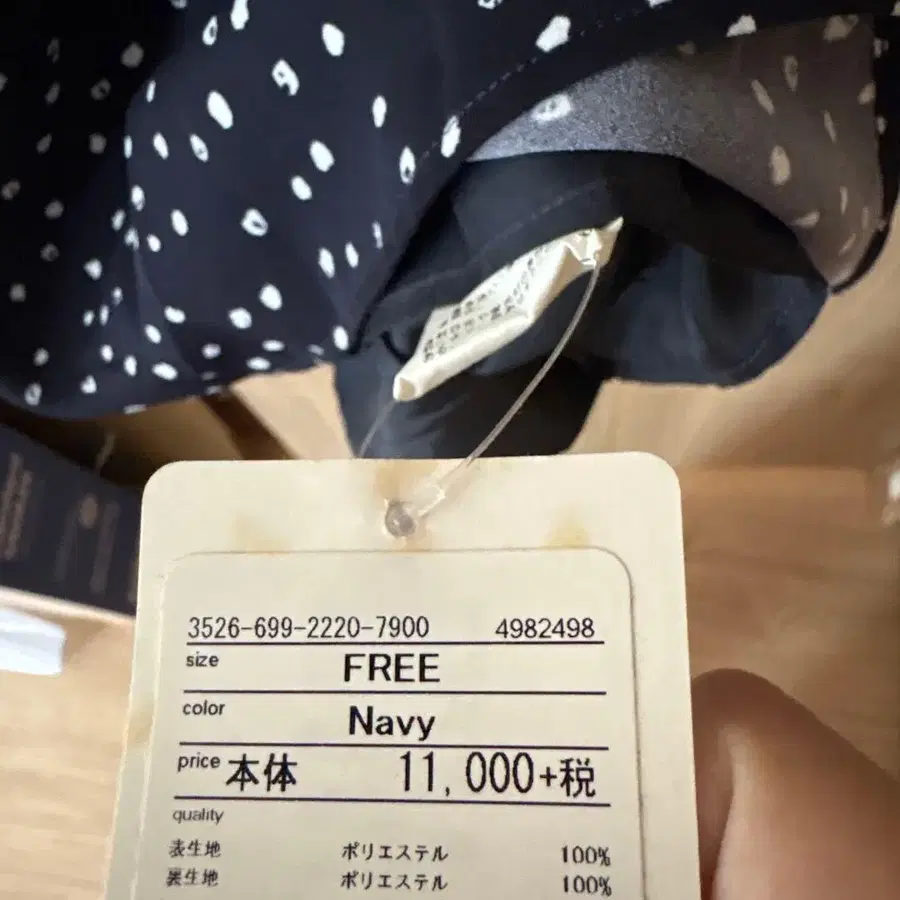 3526-699-2220-7900 4982498
size FREE
color Navy
price 本体 11,000+税
quality
表生地 ポリエステル 100%
裏生地 ポリエステル 100%